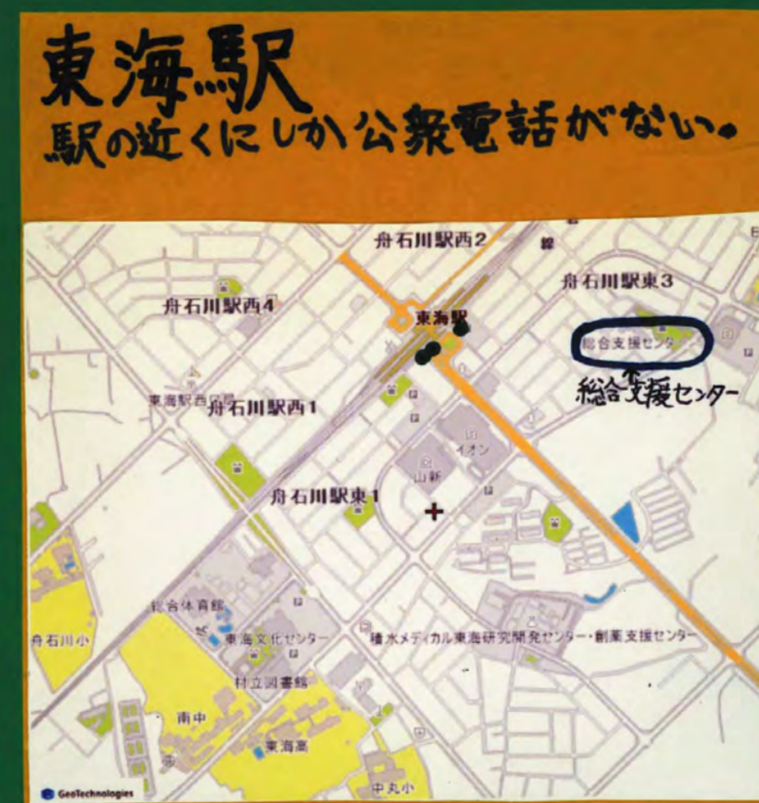 東海駅
駅の近くにしか公衆電話がない。
舟石川駅西2
線
舟石川駅東3
舟石川駅西4
東海駅
総合支援センター
総合支援センター
舟石川駅西1
イオン
山新
舟石川駅東1
総合体育館
舟石川小
東海文化センター
積水メディカル東海研究開発センター・創薬支援センター
村立図書館
南中
東海高
中丸小
GeoTechnologies